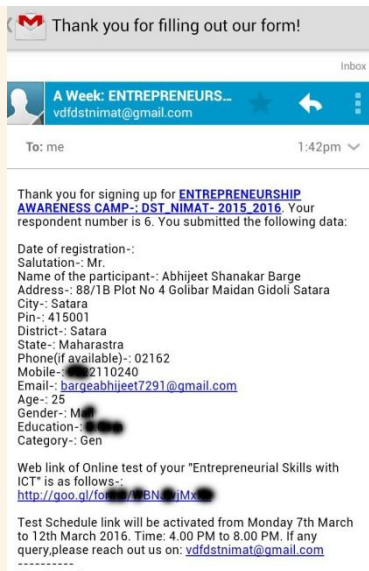 Thank you for filling out our form!
Inbox
A Week: ENTREPRENEURS...
vdfdstnimat@gmail.com
To: me
1:42pm
Thank you for signing up for ENTREPRENEURSHIP
AWARENESS CAMP-: DST_NIMAT- 2015_2016. Your
respondent number is 6. You submitted the following data:
Date of registration-:
Salutation-: Mr.
Name of the participant-: Abhijeet Shanakar Barge
Address-: 88/1B Plot No 4 Golibar Maidan Gidoli Satara
City-: Satara
Pin-: 415001
District-: Satara
State-: Maharastra
Phone(if available)-: 02162
Mobile-: 2110240
Email-: bargeabhijeet7291@gmail.com
Age-: 25
Gender-:
Education-:
Category-: Gen
Web link of Online test of your "Entrepreneurial Skills with
ICT" is as follows-:
http://goo.gl/
Test Schedule link will be activated from Monday 7th March
to 12th March 2016. Time: 4.00 PM to 8.00 PM. If any
query,please reach out us on: vdfdstnimat@gmail.com
----------